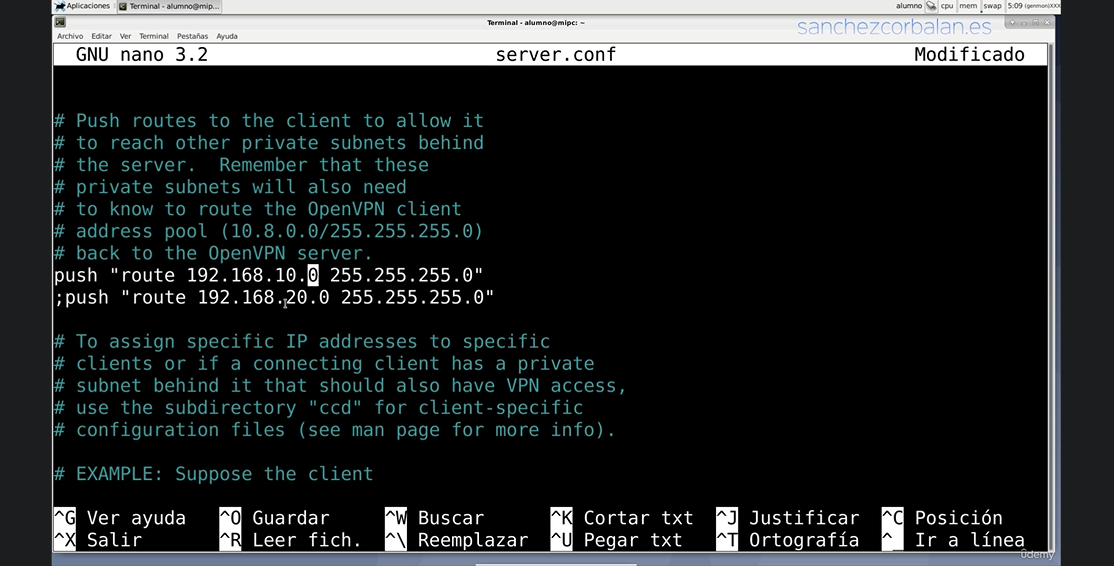 Aplicaciones Terminal - alumno@mipc... alumno cpu mem swap 5:09 (genmon)XXX
Terminal - alumno@mipc: ~
sanchezcorbalan.es
Archivo Editar Ver Terminal Pestañas Ayuda
GNU nano 3.2 server.conf Modificado
# Push routes to the client to allow it
# to reach other private subnets behind
# the server.  Remember that these
# private subnets will also need
# to know to route the OpenVPN client
# address pool (10.8.0.0/255.255.255.0)
# back to the OpenVPN server.
push "route 192.168.10.0 255.255.255.0"
;push "route 192.168.20.0 255.255.255.0"
# To assign specific IP addresses to specific
# clients or if a connecting client has a private
# subnet behind it that should also have VPN access,
# use the subdirectory "ccd" for client-specific
# configuration files (see man page for more info).
# EXAMPLE: Suppose the client
^G Ver ayuda ^O Guardar ^W Buscar ^K Cortar txt ^J Justificar ^C Posición
^X Salir ^R Leer fich. ^\ Reemplazar ^U Pegar txt ^T Ortografía ^_ Ir a línea
ûdemy